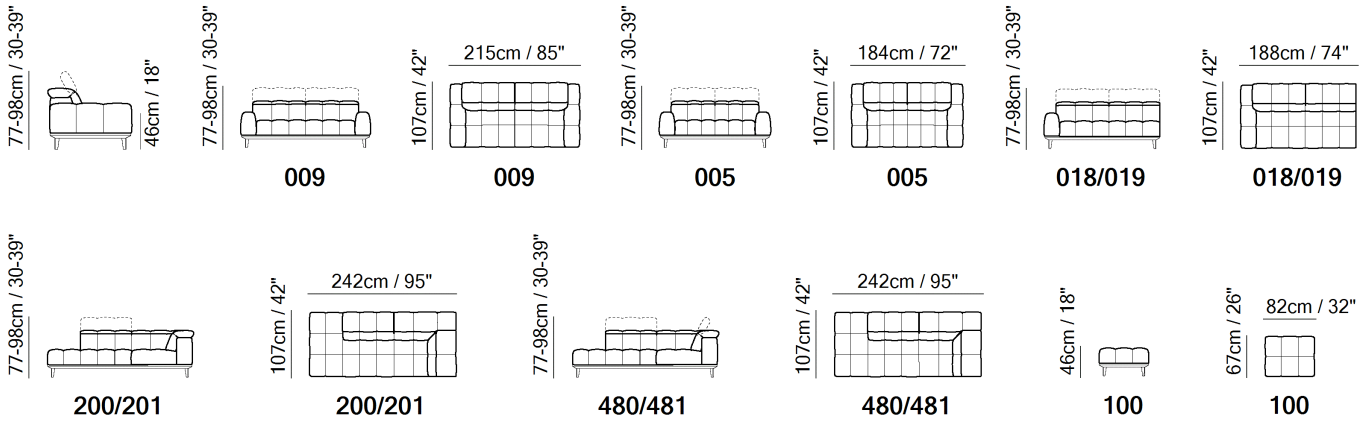 77-98cm / 30-39"
46cm / 18"
77-98cm / 30-39"
009
107cm / 42"
215cm / 85"
009
77-98cm / 30-39"
005
107cm / 42"
184cm / 72"
005
77-98cm / 30-39"
018/019
107cm / 42"
188cm / 74"
018/019
77-98cm / 30-39"
200/201
107cm / 42"
242cm / 95"
200/201
77-98cm / 30-39"
480/481
107cm / 42"
242cm / 95"
480/481
46cm / 18"
100
67cm / 26"
82cm / 32"
100